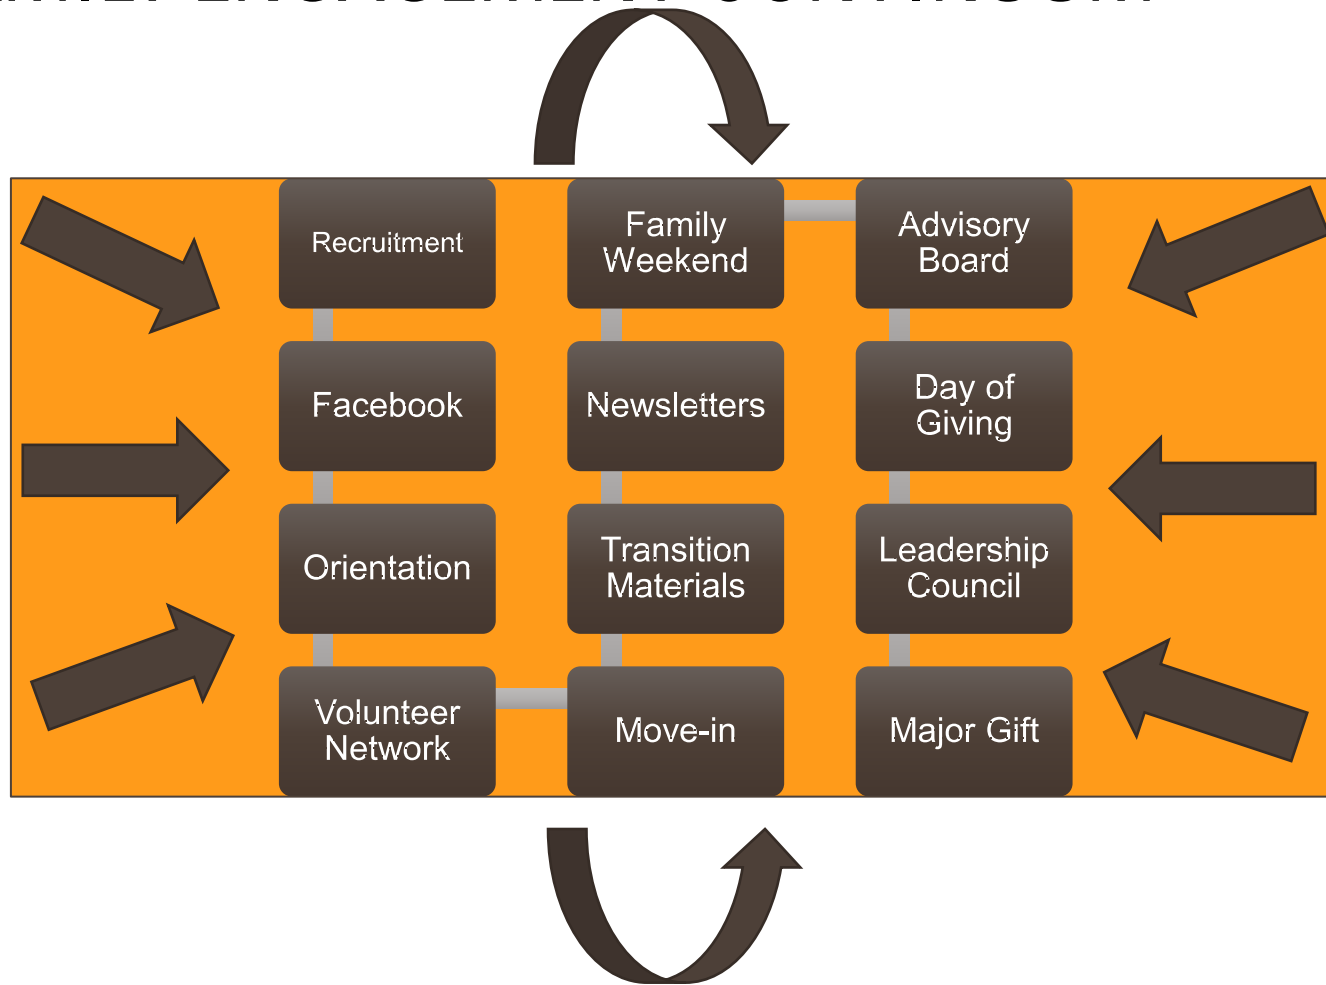 Recruitment
Facebook
Orientation
Volunteer
Network
Family
Weekend
Newsletters
Transition
Materials
Move-in
Advisory
Board
Day of
Giving
Leadership
Council
Major Gift